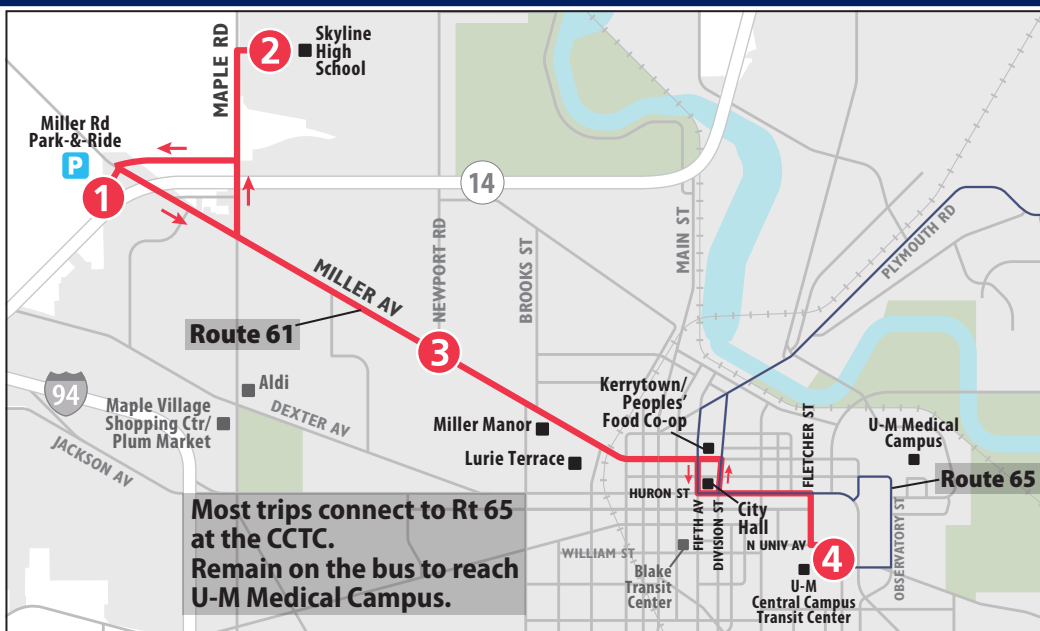 MAPLE RD
2
Skyline
High
School
Miller Rd
Park-&-Ride
P
1
14
MILLER AV
NEWPORT RD
BROOKS ST
MAIN ST
PLYMOUTH RD
Route 61
3
94
Aldi
Maple Village
Shopping Ctr/
Plum Market
DEXTER AV
JACKSON AV
Miller Manor
Lurie Terrace
Kerrytown/
Peoples'
Food Co-op
FLETCHER ST
U-M Medical
Campus
Route 65
HURON ST
City
Hall
FIFTH AV
DIVISION ST
N UNIV AV
4
OBSERVATORY ST
WILLIAM ST
Blake
Transit
Center
U-M
Central Campus
Transit Center
Most trips connect to Rt 65
at the CCTC.
Remain on the bus to reach
U-M Medical Campus.